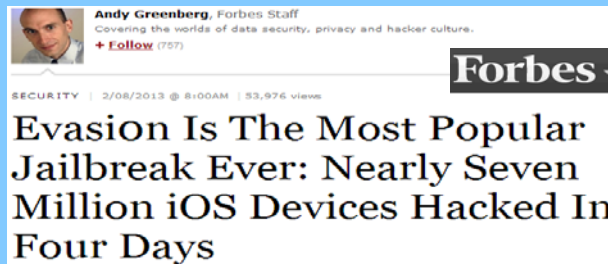 Andy Greenberg, Forbes Staff
Covering the worlds of data security, privacy and hacker culture.
+ Follow (757)
Forbes
SECURITY | 2/08/2013 @ 8:00AM | 53,976 views
Evasi0n Is The Most Popular
Jailbreak Ever: Nearly Seven
Million iOS Devices Hacked In
Four Days